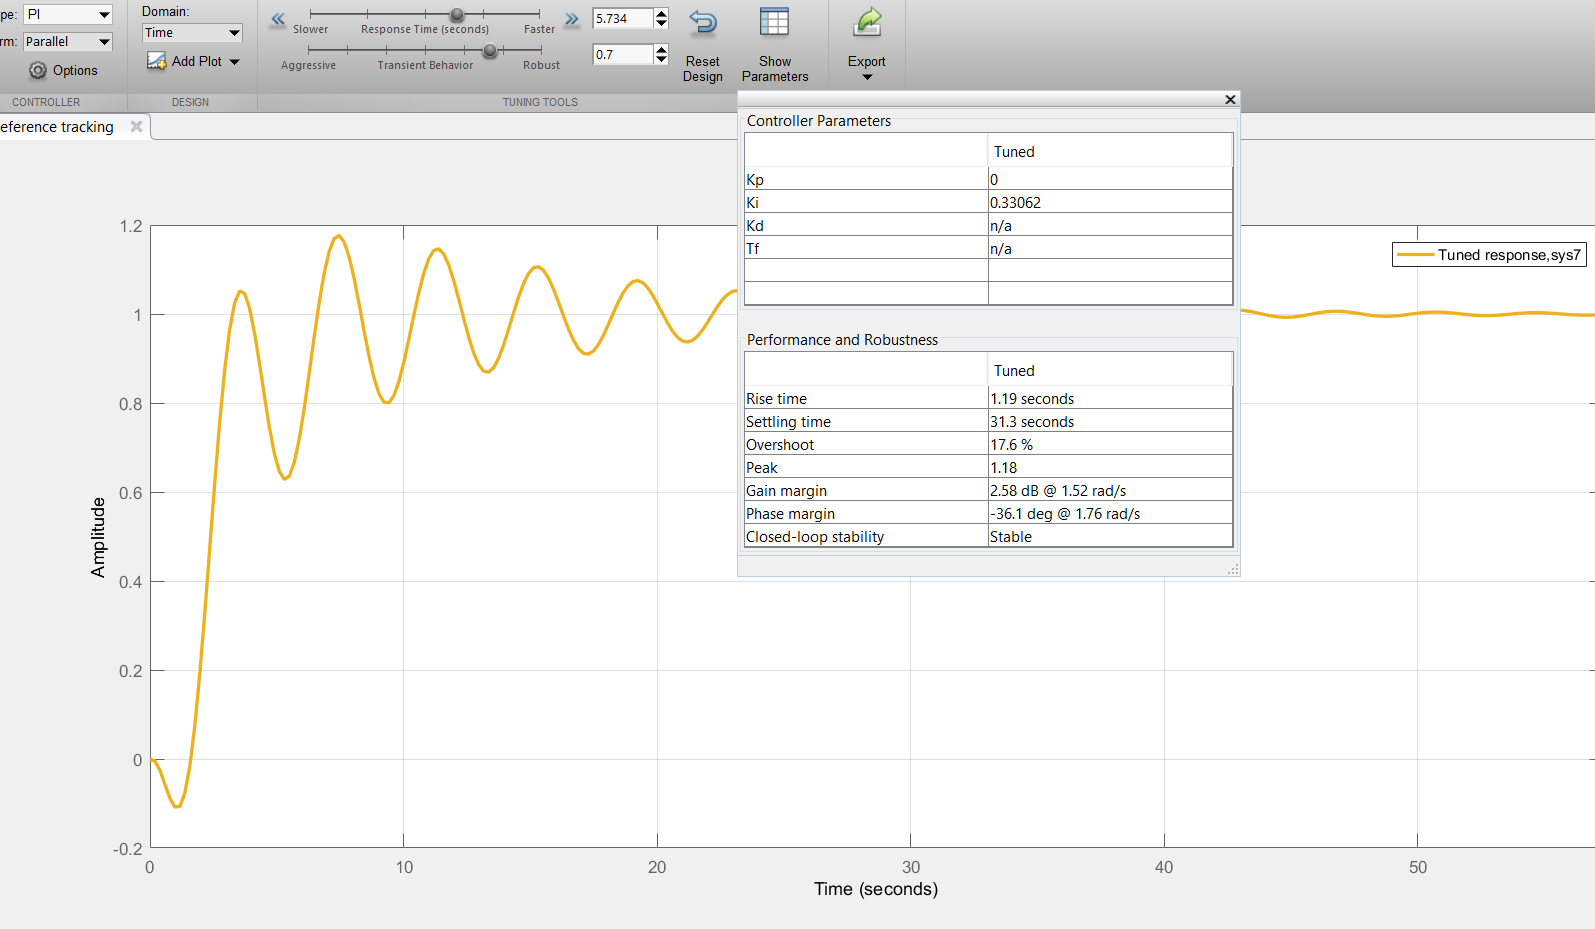 pe: PI
rm: Parallel
Options
CONTROLLER
Domain:
Time
Add Plot
DESIGN
Slower Response Time (seconds) Faster
5.734
Aggressive Transient Behavior Robust
0.7
TUNING TOOLS
Reset
Design
Show
Parameters
Export
eference tracking
Controller Parameters
Tuned
Kp 0
Ki 0.33062
Kd n/a
Tf n/a
Performance and Robustness
Tuned
Rise time 1.19 seconds
Settling time 31.3 seconds
Overshoot 17.6 %
Peak 1.18
Gain margin 2.58 dB @ 1.52 rad/s
Phase margin -36.1 deg @ 1.76 rad/s
Closed-loop stability Stable
Tuned response,sys7
1.2
1
0.8
0.6
0.4
0.2
0
-0.2
Amplitude
0 10 20 30 40 50
Time (seconds)